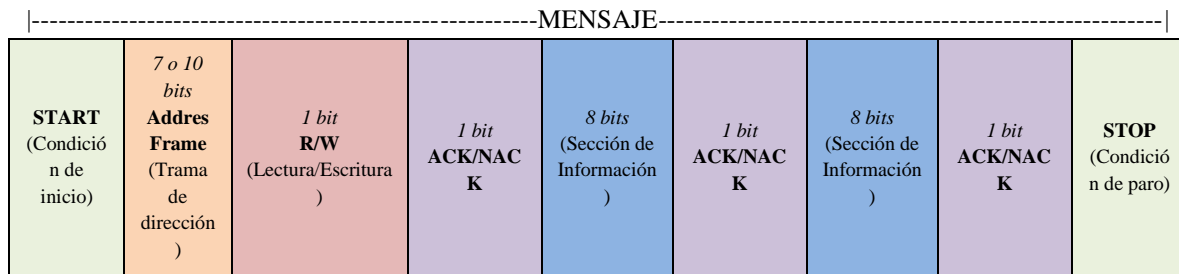 |----------------------------------------------------------MENSAJE---------------------------------------------------------|
START
(Condició
n de
inicio)
7 o 10
bits
Addres
Frame
(Trama
de
dirección
)
1 bit
R/W
(Lectura/Escritura
)
1 bit
ACK/NAC
K
8 bits
(Sección de
Información
)
1 bit
ACK/NAC
K
8 bits
(Sección de
Información
)
1 bit
ACK/NAC
K
STOP
(Condició
n de paro)